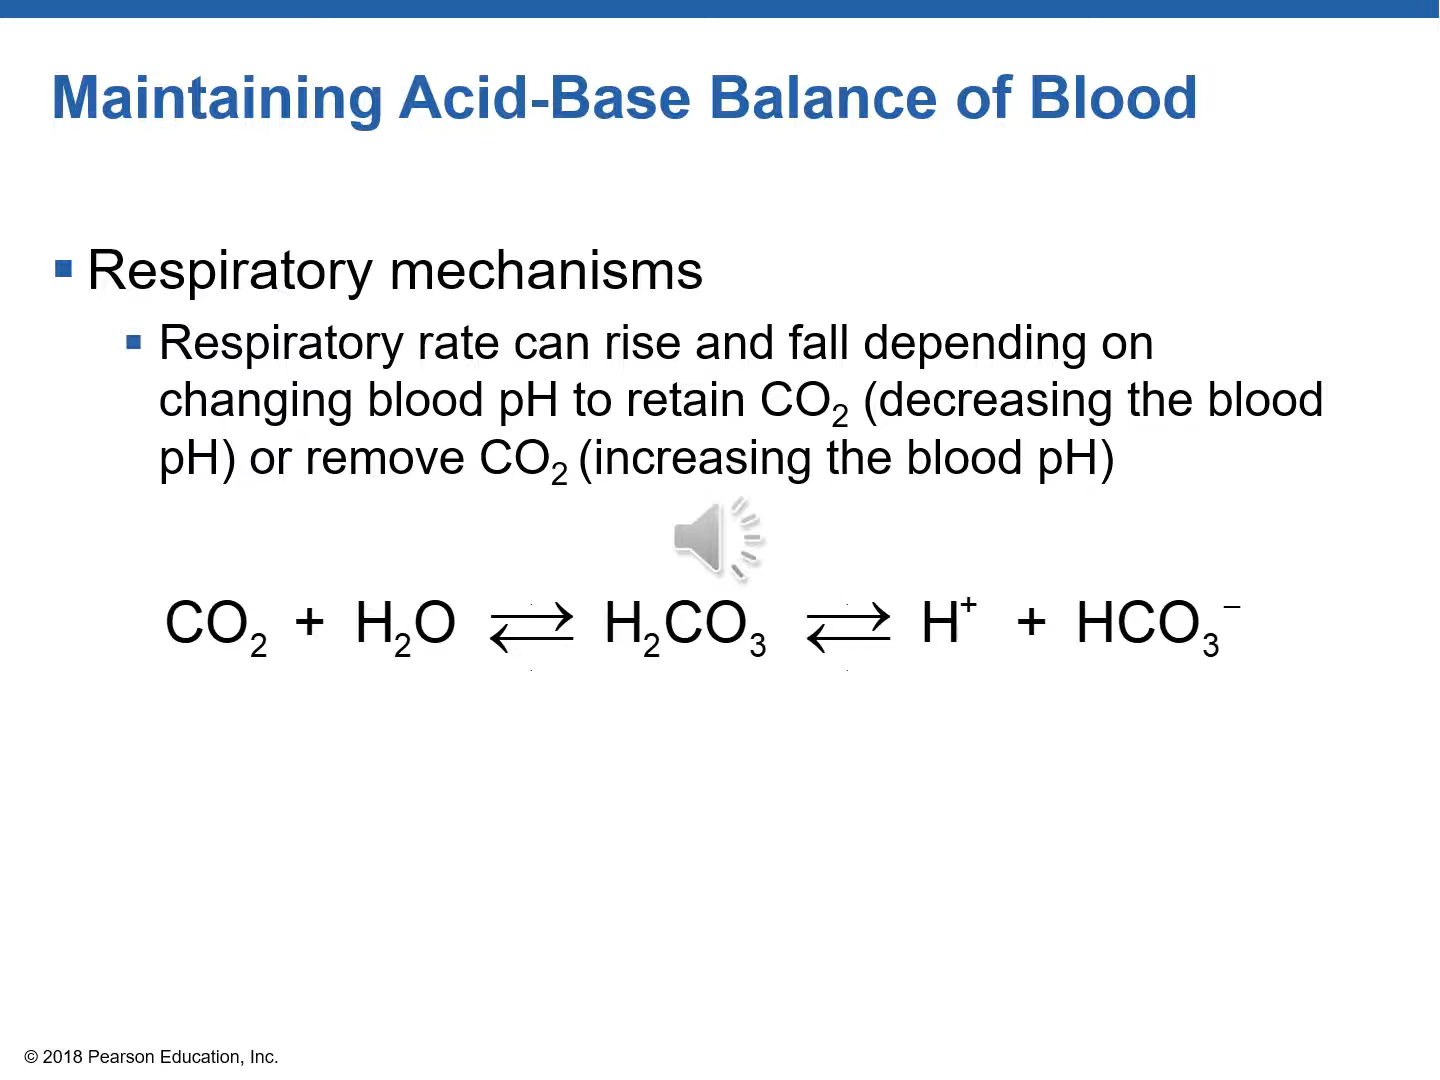 Maintaining Acid-Base Balance of Blood
▪ Respiratory mechanisms
▪ Respiratory rate can rise and fall depending on
changing blood pH to retain CO₂ (decreasing the blood
pH) or remove CO₂ (increasing the blood pH)
CO₂ + H₂O ⇌ H₂CO₃ ⇌ H⁺ + HCO₃⁻
© 2018 Pearson Education, Inc.